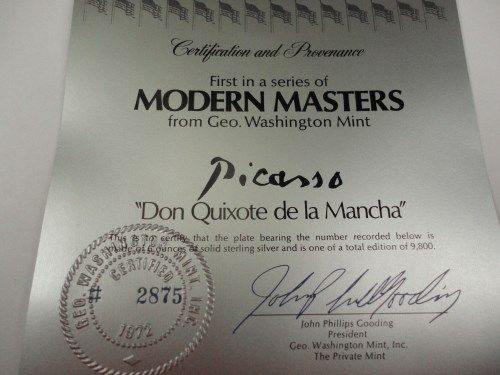 Certification and Provenance
First in a series of
MODERN MASTERS
from Geo. Washington Mint
Picasso
"Don Quixote de la Mancha"
This is to certify that the plate bearing the number recorded below is
made of 6 ounces of solid sterling silver and is one of a total edition of 9,800.
GEO. WASHINGTON MINT, INC.
CERTIFIED
# 2875
1972
John Phillips Gooding
President
Geo. Washington Mint, Inc.
The Private Mint